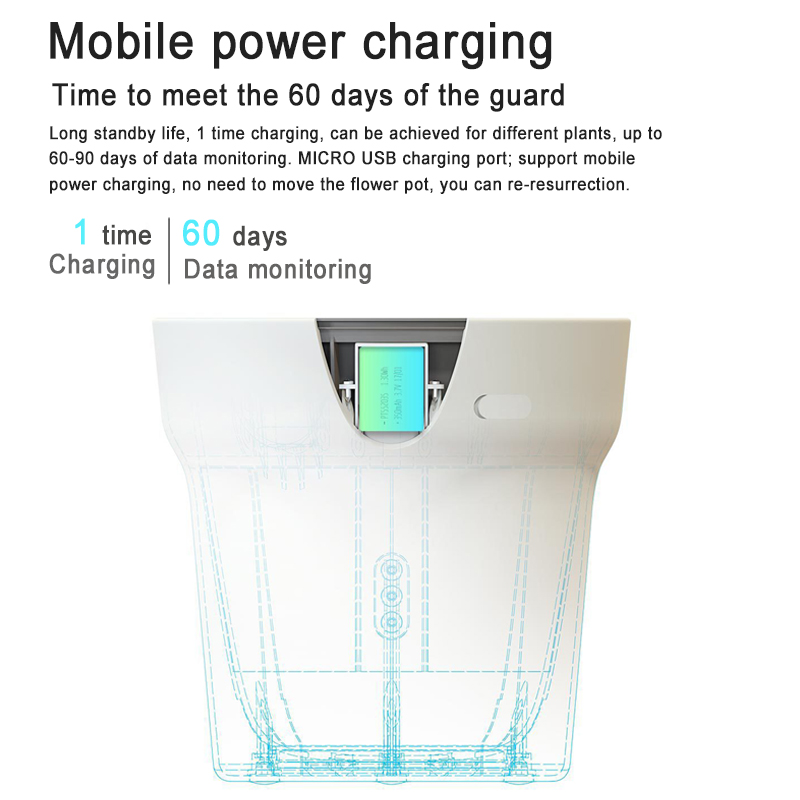 Mobile power charging
Time to meet the 60 days of the guard
Long standby life, 1 time charging, can be achieved for different plants, up to
60-90 days of data monitoring. MICRO USB charging port; support mobile
power charging, no need to move the flower pot, you can re-resurrection.
1 time
Charging
60 days
Data monitoring